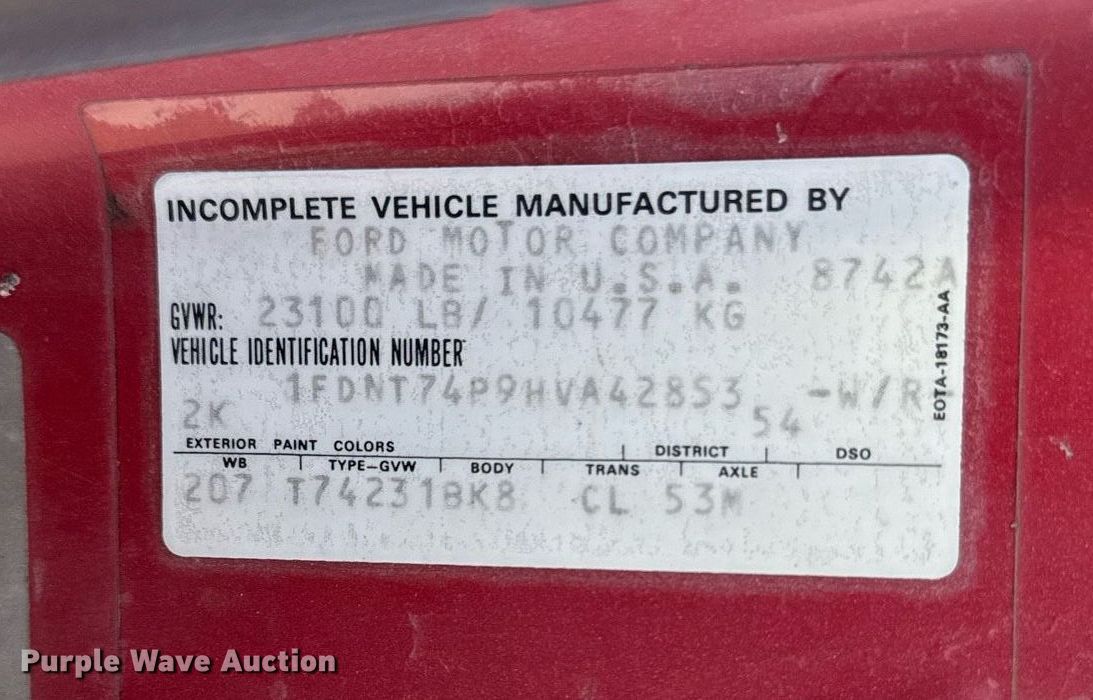 INCOMPLETE VEHICLE MANUFACTURED BY
FORD MOTOR COMPANY
MADE IN U.S.A. 8742A
GVWR: 23100 LB/ 10477 KG
VEHICLE IDENTIFICATION NUMBER
1FDNT74P9HVA42853 -W/R-
2K 54
EXTERIOR PAINT COLORS DISTRICT DSO
WB TYPE-GVW BODY TRANS AXLE
207 T74231BK8 CL 53M
EOTA-18173-AA
Purple Wave Auction